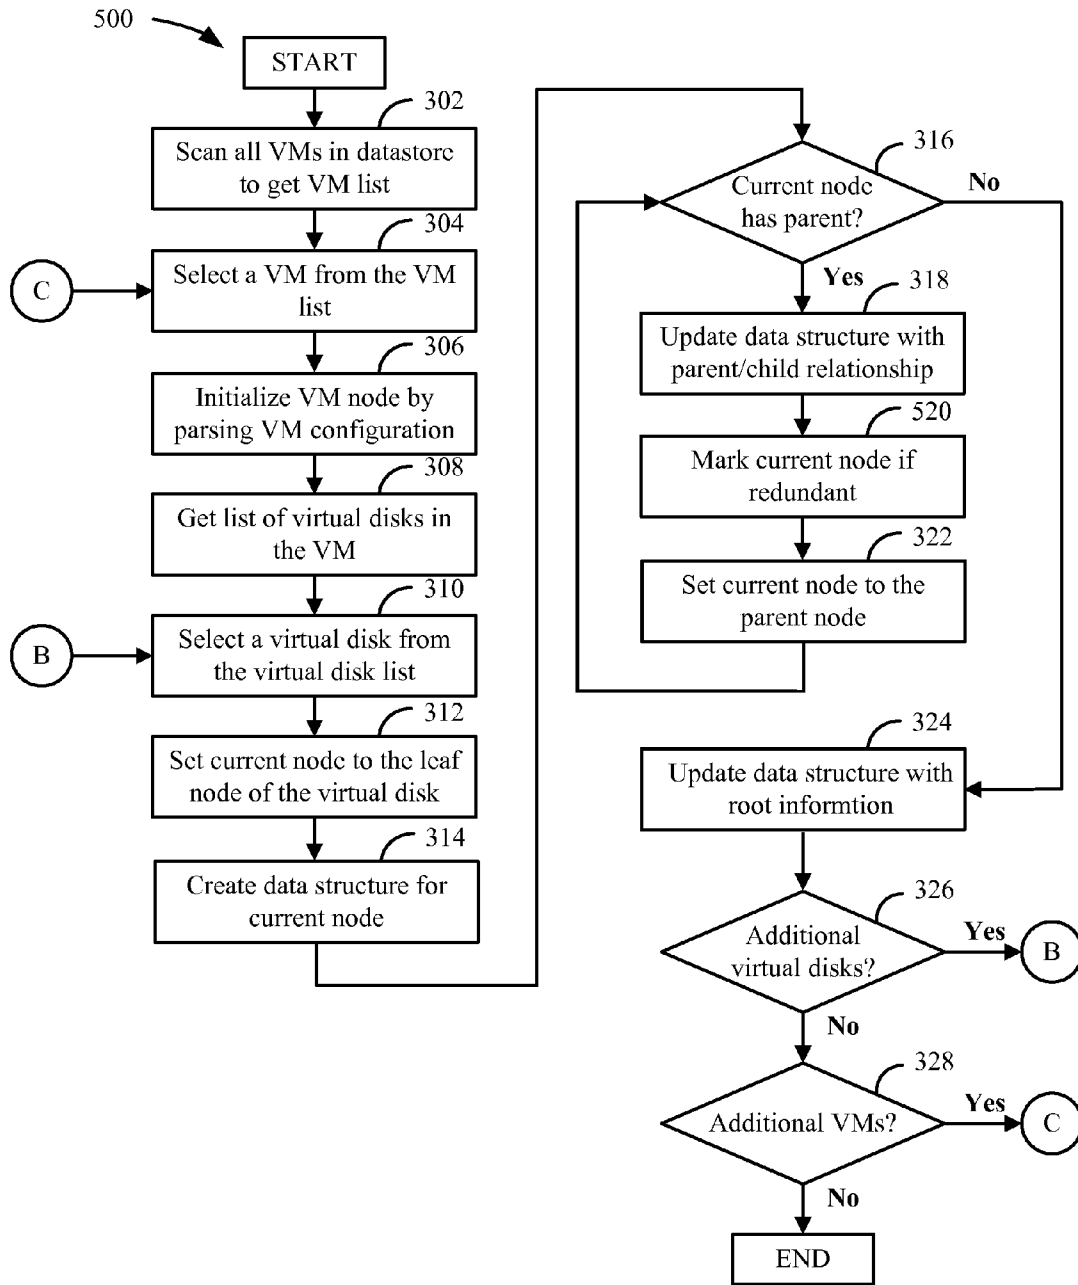 500
START
302
Scan all VMs in datastore
to get VM list
304
C
Select a VM from the VM
list
306
Initialize VM node by
parsing VM configuration
308
Get list of virtual disks in
the VM
310
B
Select a virtual disk from
the virtual disk list
312
Set current node to the leaf
node of the virtual disk
314
Create data structure for
current node
316
Current node
has parent?
No
Yes
318
Update data structure with
parent/child relationship
520
Mark current node if
redundant
322
Set current node to the
parent node
324
Update data structure with
root informtion
326
Additional
virtual disks?
Yes
B
No
328
Additional VMs?
Yes
C
No
END